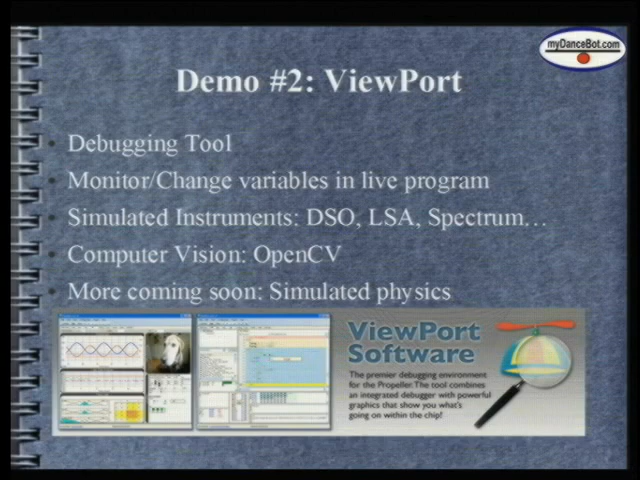 myDanceBot.com
Demo #2: ViewPort
Debugging Tool
Monitor/Change variables in live program
Simulated Instruments: DSO, LSA, Spectrum…
Computer Vision: OpenCV
More coming soon: Simulated physics
ViewPort
Software
The premier debugging environment
for the Propeller. The tool combines
an integrated debugger with powerful
graphics that show you what's
going on within the chip!